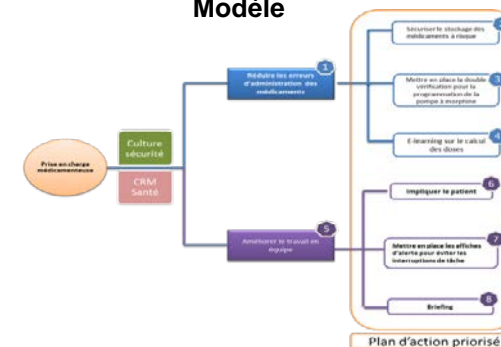 Modèle
Sécuriser le stockage des
médicaments à risque
2
1
Réduire les erreurs
d'administration des
médicaments
Mettre en place la double
vérification pour la
programmation de la
pompe à morphine
3
Culture
sécurité
E-learning sur le calcul
des doses
4
Prise en charge
médicamenteuse
CRM
Santé
6
Impliquer le patient
5
Améliorer le travail en
équipe
7
Mettre en place les affiches
d'alerte pour éviter les
interruptions de tâche
8
Briefing
Plan d'action priorisé